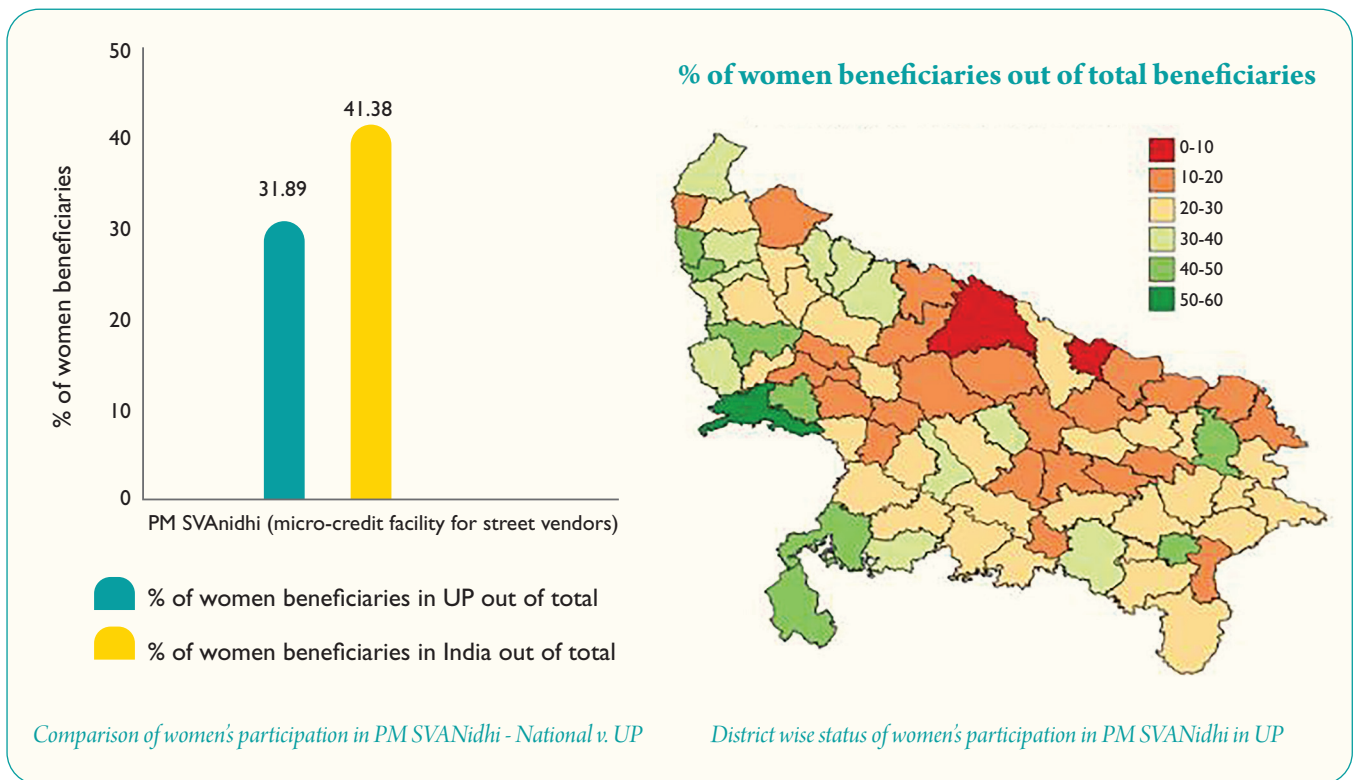 50
40
30
20
10
0
% of women beneficiaries
31.89
41.38
PM SVAnidhi (micro-credit facility for street vendors)
% of women beneficiaries in UP out of total
% of women beneficiaries in India out of total
Comparison of women's participation in PM SVANidhi - National v. UP
% of women beneficiaries out of total beneficiaries
0-10
10-20
20-30
30-40
40-50
50-60
District wise status of women's participation in PM SVANidhi in UP